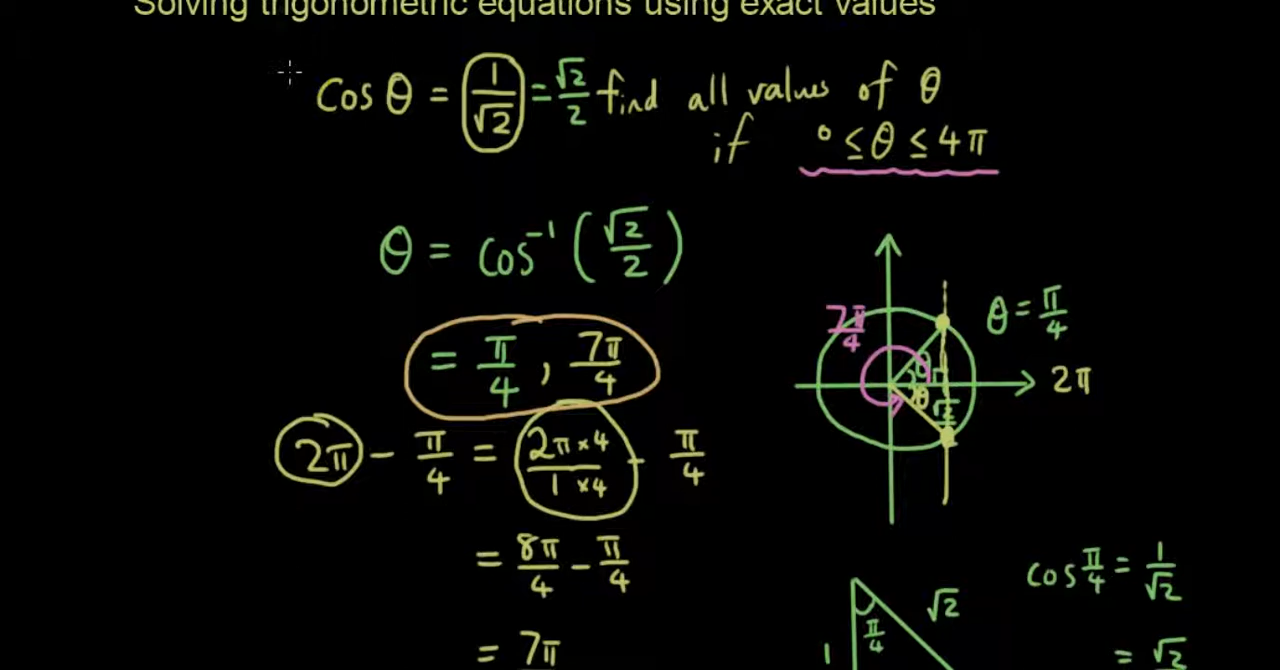 Solving trigonometric equations using exact values
Cos θ = 1/√2 = √2/2 find all values of θ
if 0 ≤ θ ≤ 4π
θ = cos⁻¹ (√2/2)
= π/4 , 7π/4
2π − π/4 = 2π × 4 / 1 × 4 - π/4
= 8π/4 − π/4
= 7π
7π/4
θ = π/4
2π
θ
√2
cos π/4 = 1/√2
= √2
√2
π/4
1